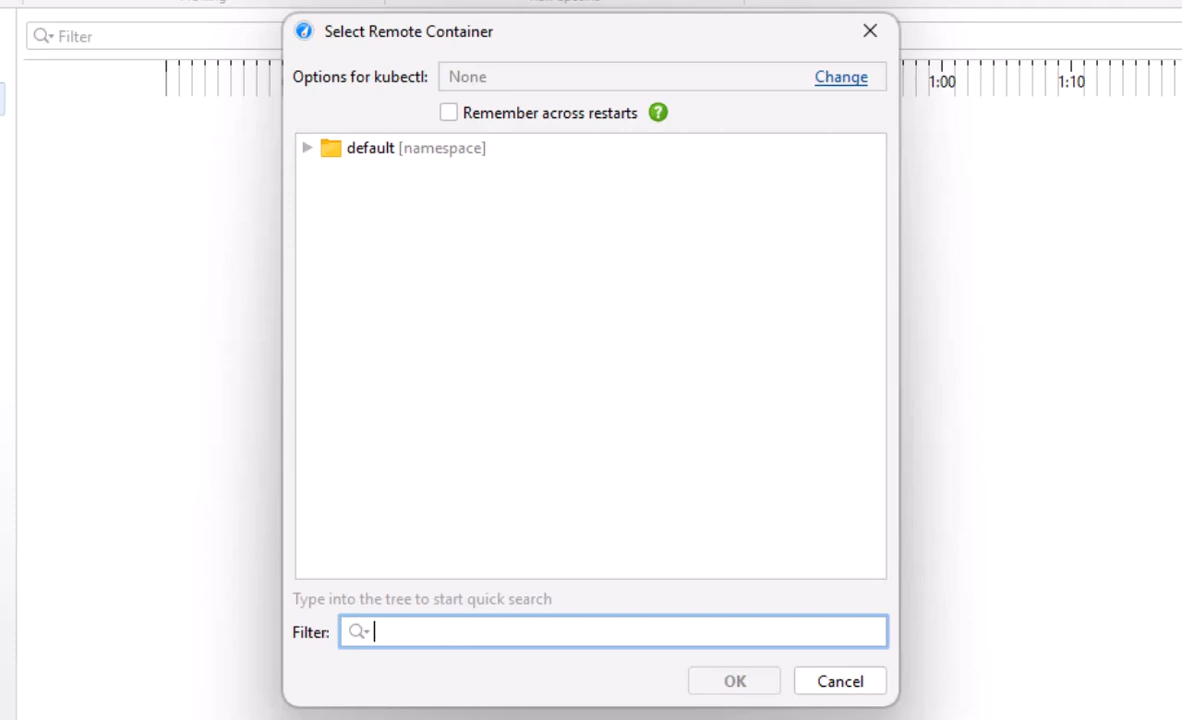 Filter
Select Remote Container
Options for kubectl: None Change
1:00 1:10
Remember across restarts ?
default [namespace]
Type into the tree to start quick search
Filter:
OK Cancel